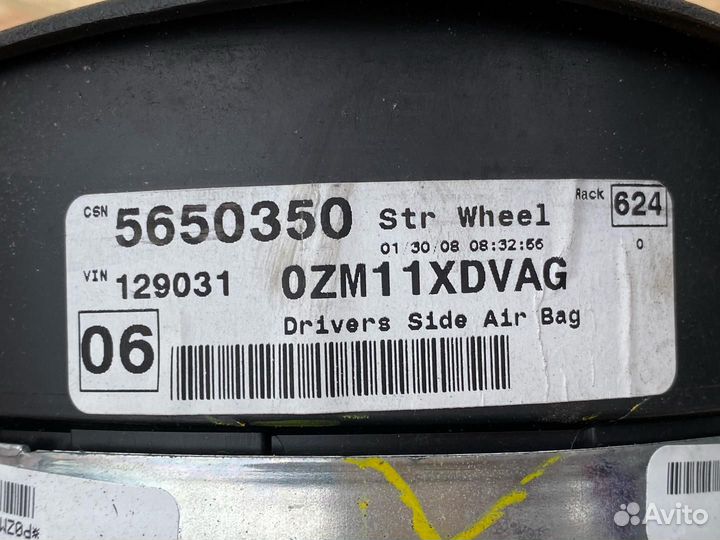 CSN 5650350 Str Wheel Rack 624
01/30/08 08:32:56 0
VIN 129031 0ZM11XDVAG
06 Drivers Side Air Bag
*P0ZM
Avito